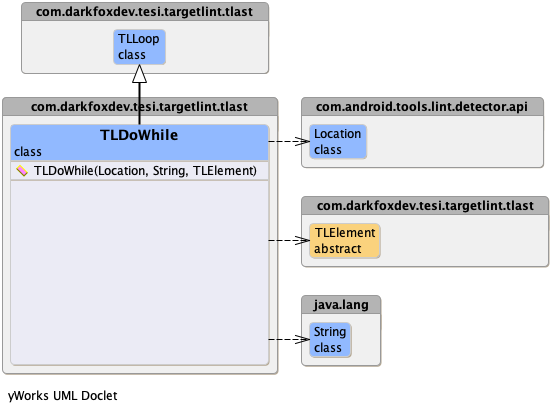 com.darkfoxdev.tesi.targetlint.tlast
TLLoop
class
com.darkfoxdev.tesi.targetlint.tlast
TLDoWhile
class
TLDoWhile(Location, String, TLElement)
com.android.tools.lint.detector.api
Location
class
com.darkfoxdev.tesi.targetlint.tlast
TLElement
abstract
java.lang
String
class
yWorks UML Doclet